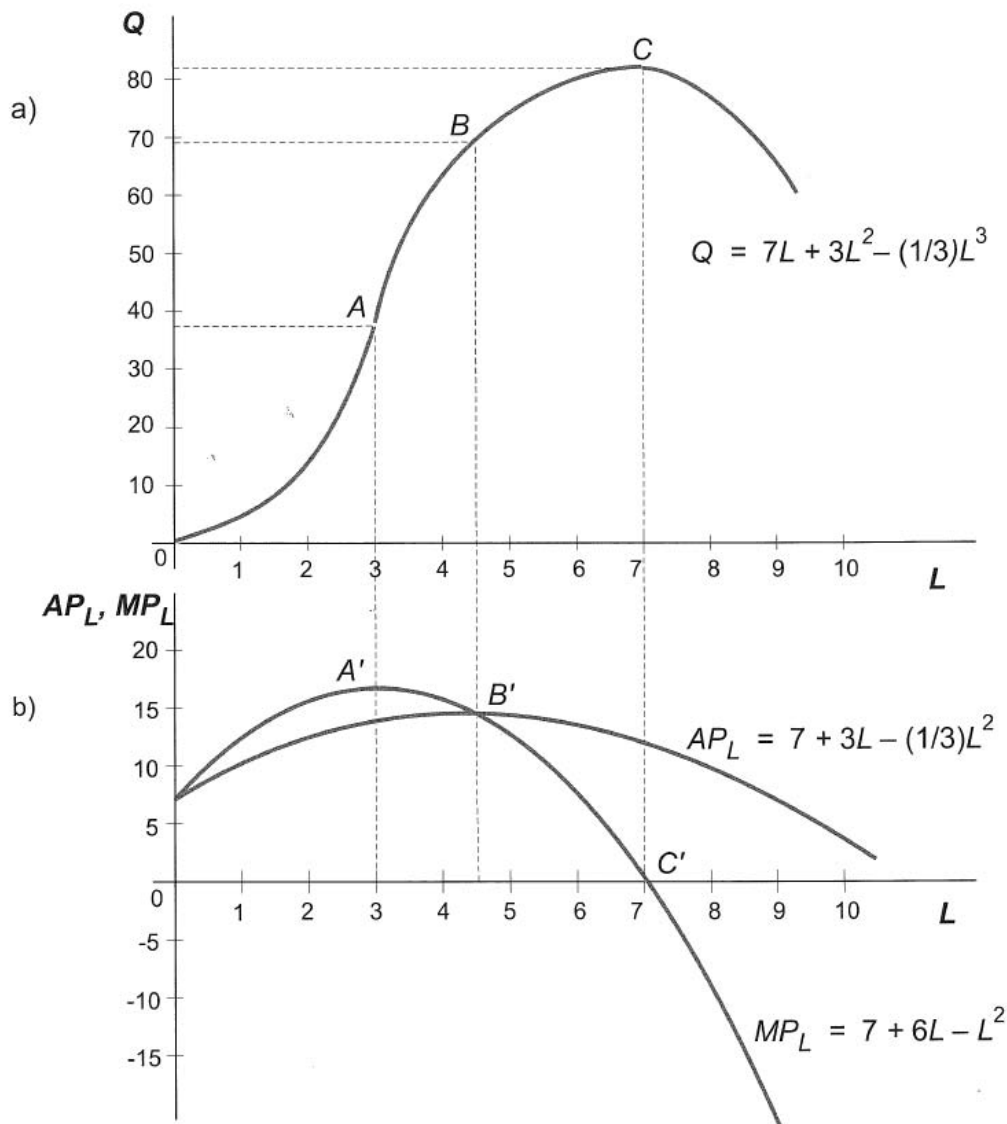 Q
a)
80
70
60
50
40
30
20
10
0
A
B
C
Q = 7L + 3L² – (1/3)L³
1 2 3 4 5 6 7 8 9 10
L
AP_L, MP_L
b)
20
15
10
5
0
-5
-10
-15
A'
B'
AP_L = 7 + 3L – (1/3)L²
C'
1 2 3 4 5 6 7 8 9 10
L
MP_L = 7 + 6L – L²